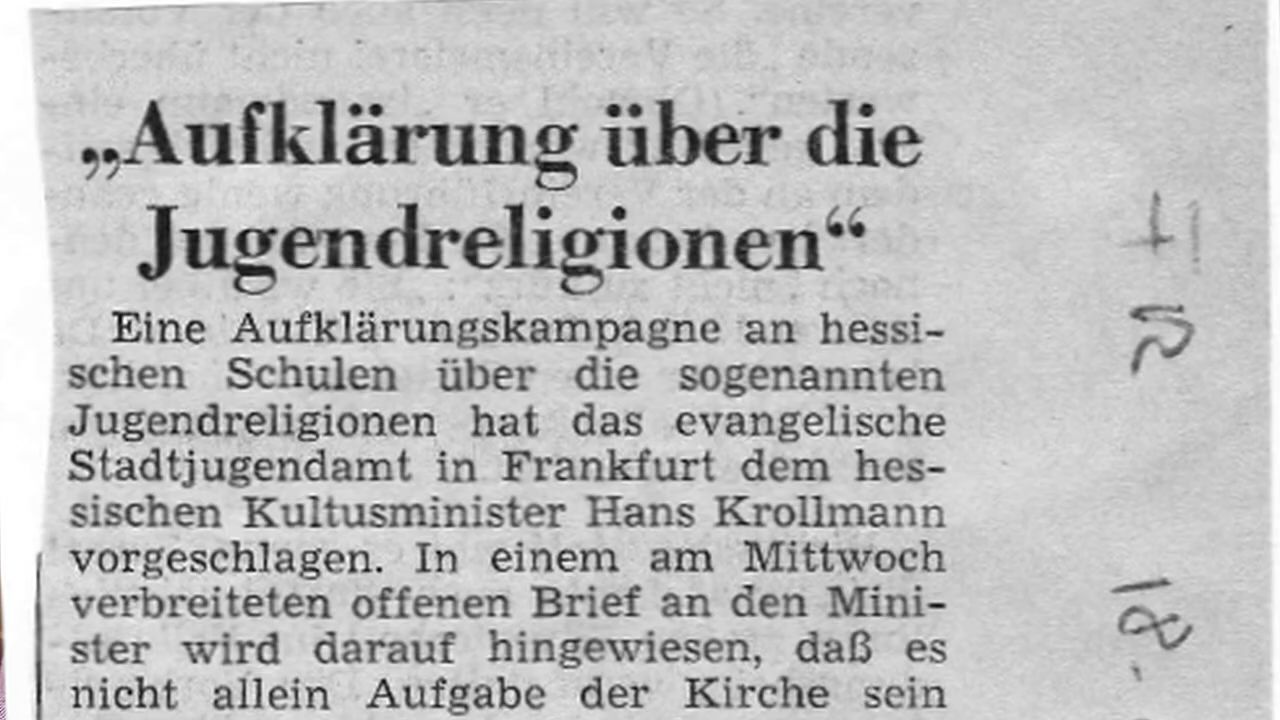 „Aufklärung über die
Jugendreligionen“
Eine Aufklärungskampagne an hessi-
schen Schulen über die sogenannten
Jugendreligionen hat das evangelische
Stadtjugendamt in Frankfurt dem hes-
sischen Kultusminister Hans Krollmann
vorgeschlagen. In einem am Mittwoch
verbreiteten offenen Brief an den Mini-
ster wird darauf hingewiesen, daß es
nicht allein Aufgabe der Kirche sein